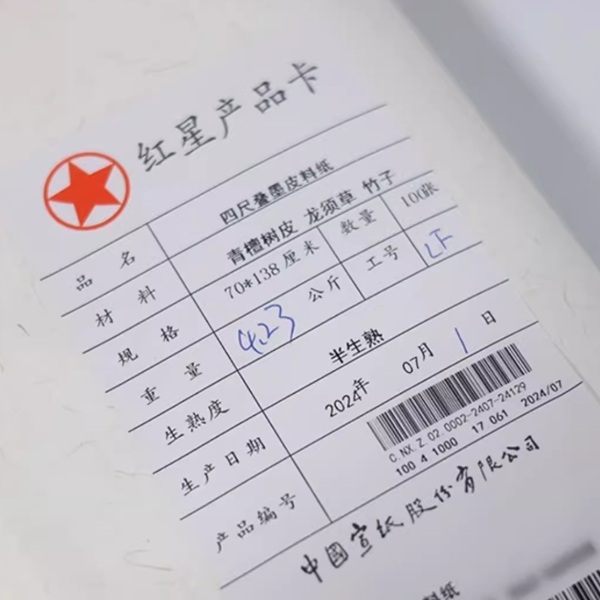 红星产品卡
品名 四尺叠墨皮料纸
材料 青檀树皮 龙须草 竹子
规格 70*138厘米 数量 100张
重量 4.23 公斤 工号 LF
生熟度 半生熟
生产日期 2024年 07月 1 日
产品编号
C.NX.Z.02.0002-2407-24129
100 4 1000 17 061 2024/07
中國宣纸股份有限公司
料纸